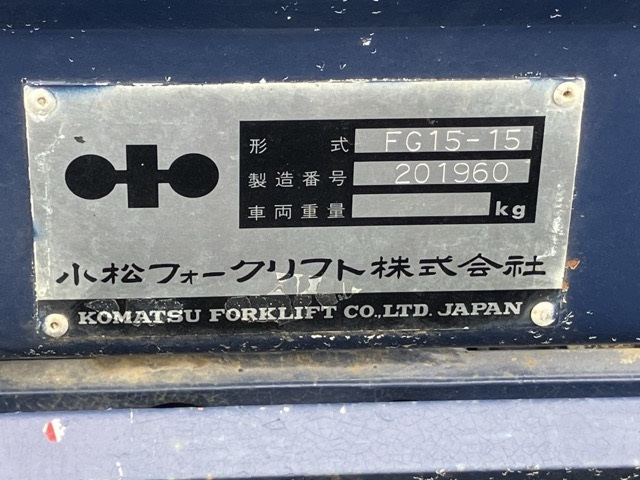 形 式 FG15-15
製造番号 201960
車両重量 kg
小松フォークリフト株式会社
KOMATSU FORKLIFT CO.,LTD. JAPAN